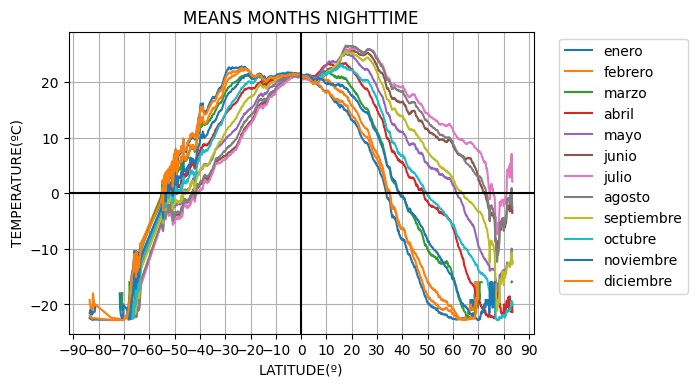 MEANS MONTHS NIGHTTIME
TEMPERATURE(ºC)
20
10
0
−10
−20
−90 −80 −70 −60 −50 −40 −30 −20 −10 0 10 20 30 40 50 60 70 80 90
LATITUDE(º)
enero
febrero
marzo
abril
mayo
junio
julio
agosto
septiembre
octubre
noviembre
diciembre